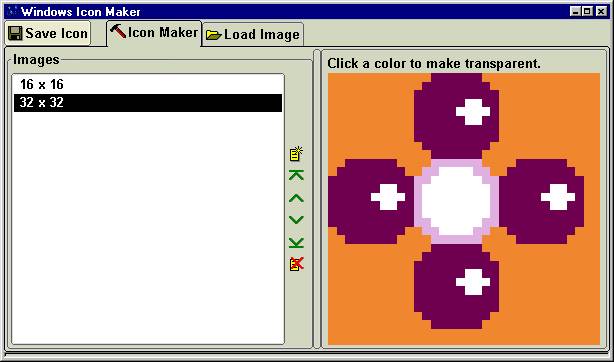 Windows Icon Maker
Save Icon
Icon Maker
Load Image
Images
Click a color to make transparent.
16 x 16
32 x 32